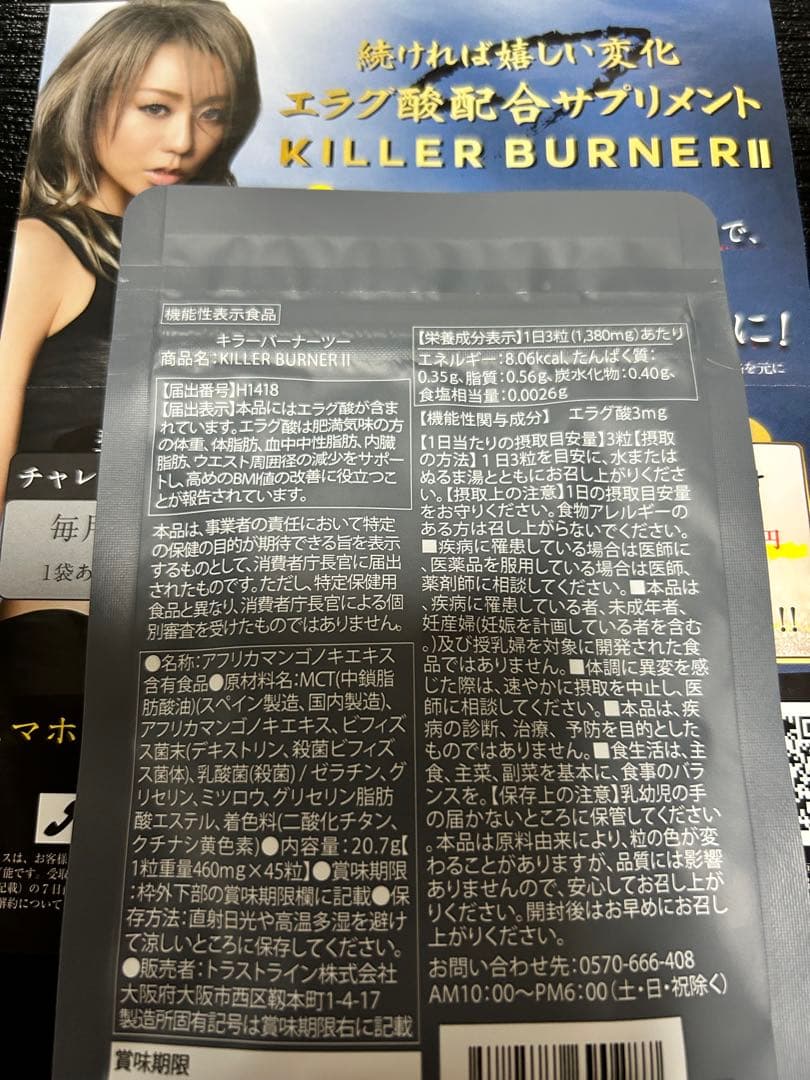 続ければ嬉しい変化
エラグ酸配合サプリメント
KILLER BURNERⅡ
で、
に!
を元に
チャレ
毎月
1袋あ
円
!!
マホ
スは、お客様
能です。受取
記載）の7日
解約について
機能性表示食品
キラーバーナーツー
商品名：KILLER BURNERⅡ
【届出番号】H1418
【届出表示】本品にはエラグ酸が含ま
れています。エラグ酸は肥満気味の方
の体重、体脂肪、血中中性脂肪、内臓
脂肪、ウエスト周囲径の減少をサポー
トし、高めのBMI値の改善に役立つこ
とが報告されています。
本品は、事業者の責任において特定
の保健の目的が期待できる旨を表示
するものとして、消費者庁長官に届出
されたものです。ただし、特定保健用
食品と異なり、消費者庁長官による個
別審査を受けたものではありません。
●名称：アフリカマンゴノキエキス
含有食品●原材料名：MCT(中鎖脂
肪酸油)(スペイン製造、国内製造)、
アフリカマンゴノキエキス、ビフィズ
ス菌末(デキストリン、殺菌ビフィズ
ス菌体)、乳酸菌(殺菌) / ゼラチン、グ
リセリン、ミツロウ、グリセリン脂肪
酸エステル、着色料(二酸化チタン、
クチナシ黄色素)●内容量：20.7g【
1粒重量460mg×45粒】●賞味期限
：枠外下部の賞味期限欄に記載●保
存方法：直射日光や高温多湿を避け
て涼しいところに保存してください。
●販売者：トラストライン株式会社
大阪府大阪市西区靱本町1-4-17
製造所固有記号は賞味期限右に記載
賞味期限
【栄養成分表示】1日3粒(1,380mg)あたり
エネルギー：8.06kcal、たんぱく質：
0.35g、脂質：0.56g、炭水化物：0.40g、
食塩相当量：0.0026g
【機能性関与成分】 エラグ酸3mg
【1日当たりの摂取目安量】3粒【摂取
の方法】1日3粒を目安に、水または
ぬるま湯とともにお召し上がりくださ
い。【摂取上の注意】1日の摂取目安量
をお守りください。食物アレルギーの
ある方は召し上がらないでください。
■疾病に罹患している場合は医師に
、医薬品を服用している場合は医師、
薬剤師に相談してください。■本品は
、疾病に罹患している者、未成年者、
妊産婦(妊娠を計画している者を含む。
)及び授乳婦を対象に開発された食
品ではありません。■体調に異変を感
じた際は、速やかに摂取を中止し、医
師に相談してください。■本品は、疾
病の診断、治療、予防を目的とした
ものではありません。■食生活は、主
食、主菜、副菜を基本に、食事のバラ
ンスを。【保存上の注意】乳幼児の手
の届かないところに保管してください
。本品は原料由来により、粒の色が変
わることがありますが、品質には影響
ありませんので、安心してお召し上が
りください。開封後はお早めにお召し
上がりください。
お問い合わせ先：0570-666-408
AM10:00～PM6:00(土・日・祝除く)